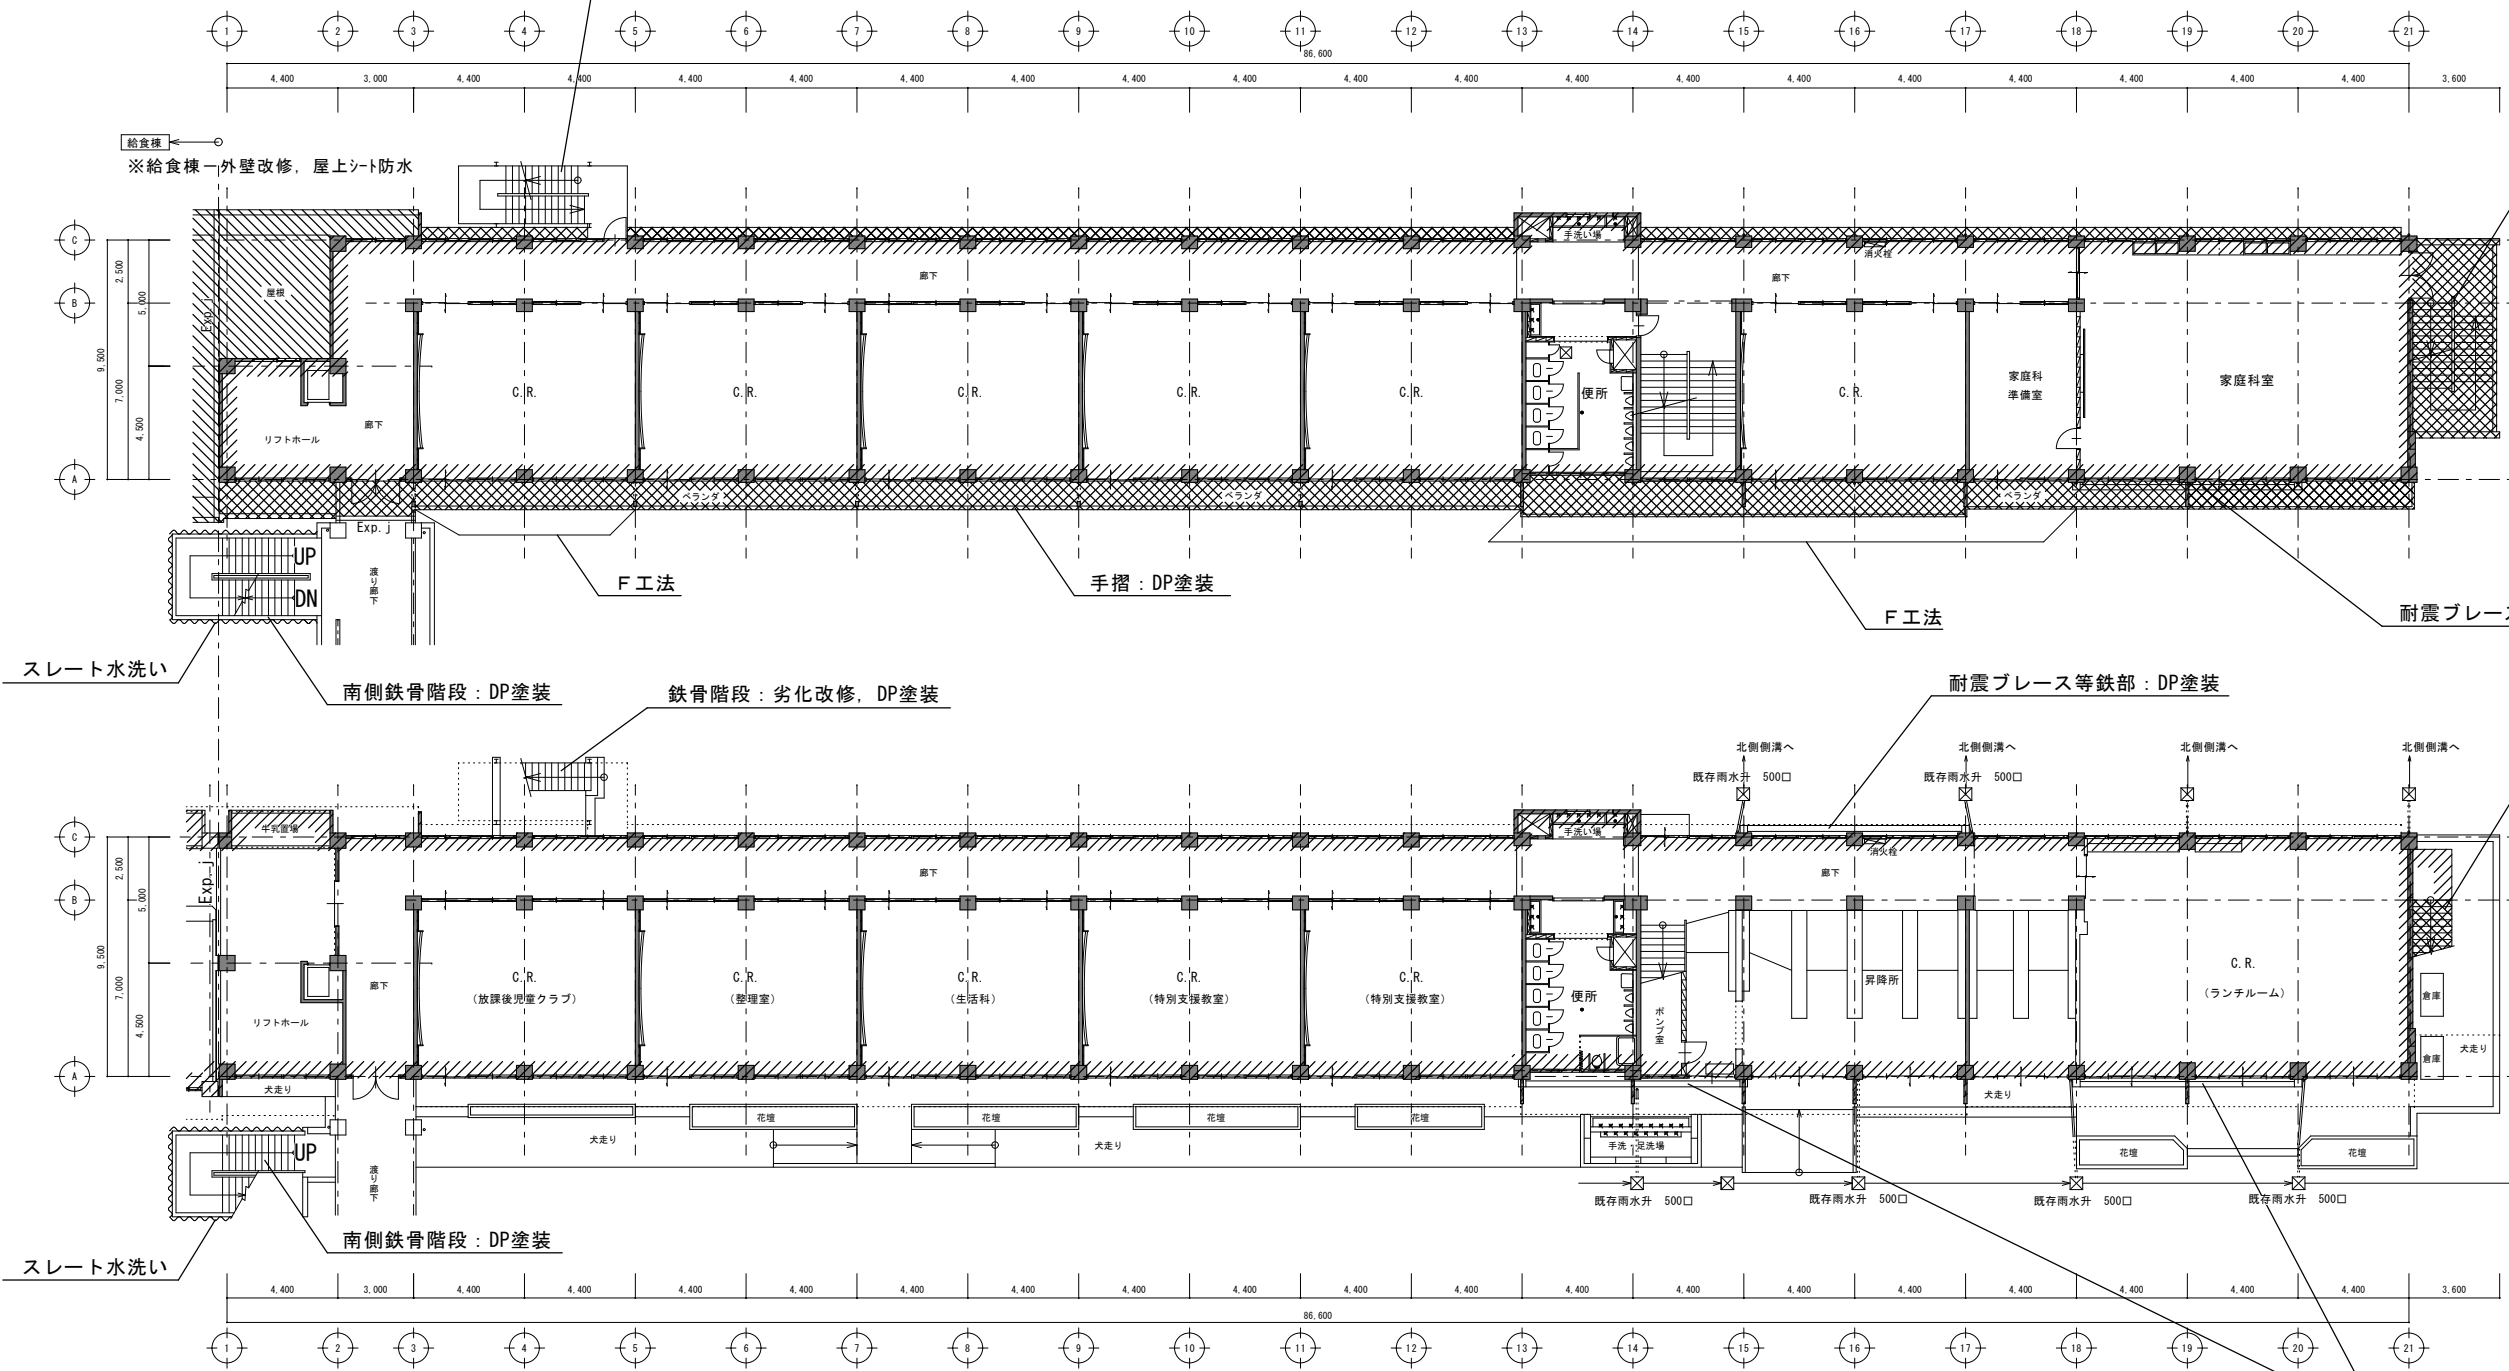 1 2 3 4 5 6 7 8 9 10 11 12 13 14 15 16 17 18 19 20 21
86,600
4,400 3,000 4,400 4,400 4,400 4,400 4,400 4,400 4,400 4,400 4,400 4,400 4,400 4,400 4,400 4,400 4,400 4,400 4,400 4,400 3,600
給食棟
※給食棟ー外壁改修, 屋上シート防水
C
B
A
2,500
5,000
9,500
7,000
4,500
屋根
Exp.j
リフトホール
廊下
廊下
手洗い場
消火栓
廊下
C.R.
C.R.
C.R.
C.R.
C.R.
便所
C.R.
家庭科
準備室
家庭科室
ベランダ
ベランダ
ベランダ
Exp.j
UP
DN
渡り廊下
F工法
手摺：DP塗装
F工法
耐震ブレース
スレート水洗い
南側鉄骨階段：DP塗装
鉄骨階段：劣化改修, DP塗装
耐震ブレース等鉄部：DP塗装
北側側溝へ
北側側溝へ
北側側溝へ
北側側溝へ
既存雨水升 500□
既存雨水升 500□
C
B
A
2,500
5,000
9,500
7,000
4,500
牛乳置場
Exp.j
廊下
リフトホール
廊下
手洗い場
消火栓
廊下
C.R.
(放課後児童クラブ)
C.R.
(整理室)
C.R.
(生活科)
C.R.
(特別支援教室)
C.R.
(特別支援教室)
便所
ポンプ室
昇降所
C.R.
(ランチルーム)
倉庫
倉庫
犬走り
犬走り
犬走り
花壇
花壇
花壇
花壇
犬走り
犬走り
手洗・足洗場
花壇
花壇
UP
渡り廊下
既存雨水升 500□
既存雨水升 500□
既存雨水升 500□
既存雨水升 500□
南側鉄骨階段：DP塗装
スレート水洗い
4,400 3,000 4,400 4,400 4,400 4,400 4,400 4,400 4,400 4,400 4,400 4,400 4,400 4,400 4,400 4,400 4,400 4,400 4,400 4,400 3,600
86,600
1 2 3 4 5 6 7 8 9 10 11 12 13 14 15 16 17 18 19 20 21